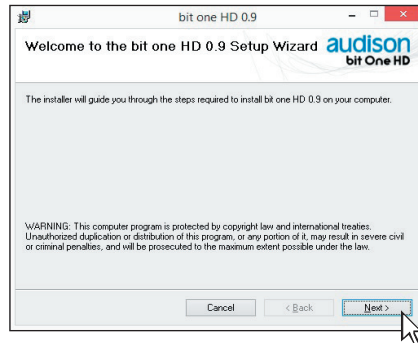 bit one HD 0.9
Welcome to the bit one HD 0.9 Setup Wizard
audison
bit One HD
The installer will guide you through the steps required to install bit one HD 0.9 on your computer.
WARNING: This computer program is protected by copyright law and international treaties.
Unauthorized duplication or distribution of this program, or any portion of it, may result in severe civil
or criminal penalties, and will be prosecuted to the maximum extent possible under the law.
Cancel
< Back
Next >